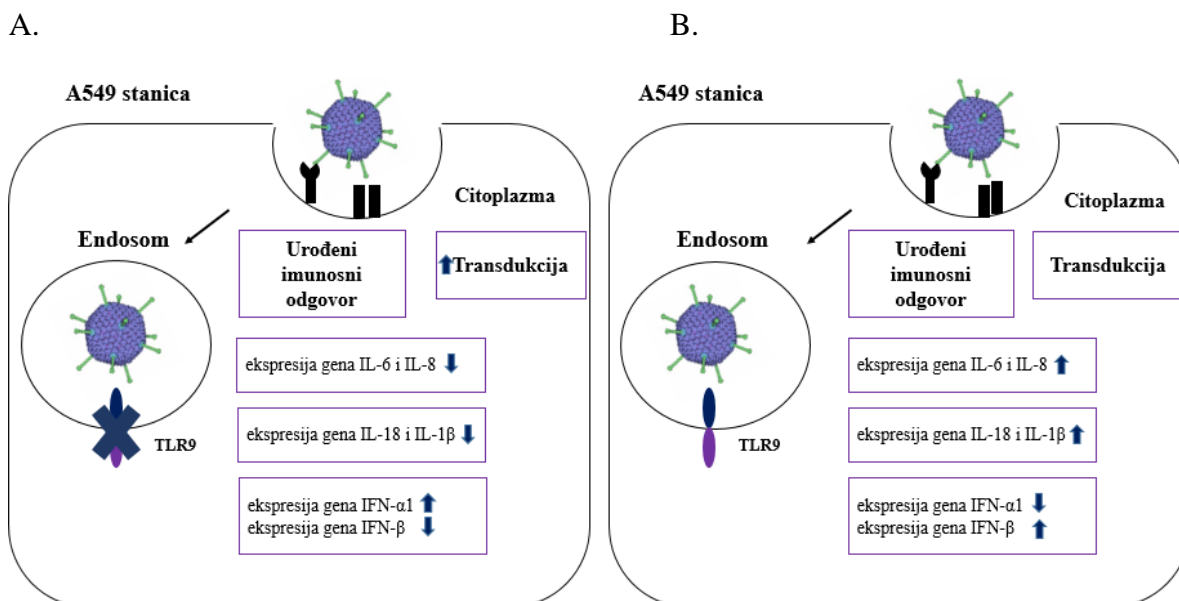 A.
B.
A549 stanica
Citoplazma
Endosom
Urođeni
imunosni
odgovor
Transdukcija
ekspresija gena IL-6 i IL-8
ekspresija gena IL-18 i IL-1β
TLR9
ekspresija gena IFN-α1
ekspresija gena IFN-β
A549 stanica
Citoplazma
Endosom
Urođeni
imunosni
odgovor
Transdukcija
ekspresija gena IL-6 i IL-8
ekspresija gena IL-18 i IL-1β
TLR9
ekspresija gena IFN-α1
ekspresija gena IFN-β